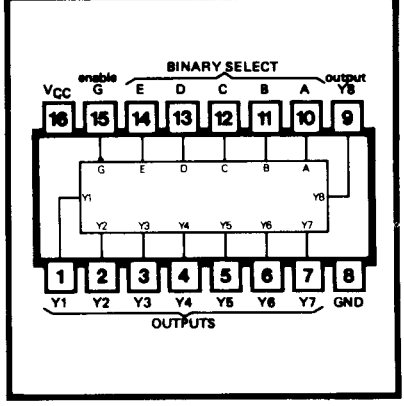 BINARY SELECT
enable output
VCC G E D C B A Y8
16 15 14 13 12 11 10 9
G E D C B A
Y1 Y8
Y2 Y3 Y4 Y5 Y6 Y7
1 2 3 4 5 6 7 8
Y1 Y2 Y3 Y4 Y5 Y6 Y7 GND
OUTPUTS